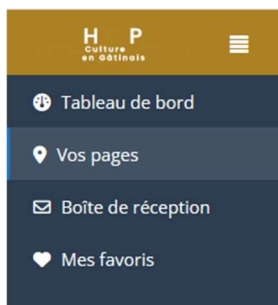 H P
Culture
en Gâtinais
Tableau de bord
Vos pages
Boîte de réception
Mes favoris